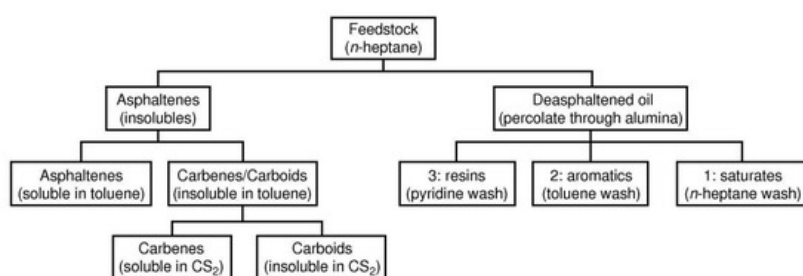 Feedstock
(n-heptane)
Asphaltenes
(insolubles)
Deasphaltened oil
(percolate through alumina)
Asphaltenes
(soluble in toluene)
Carbenes/Carboids
(insoluble in toluene)
3: resins
(pyridine wash)
2: aromatics
(toluene wash)
1: saturates
(n-heptane wash)
Carbenes
(soluble in CS₂)
Carboids
(insoluble in CS₂)